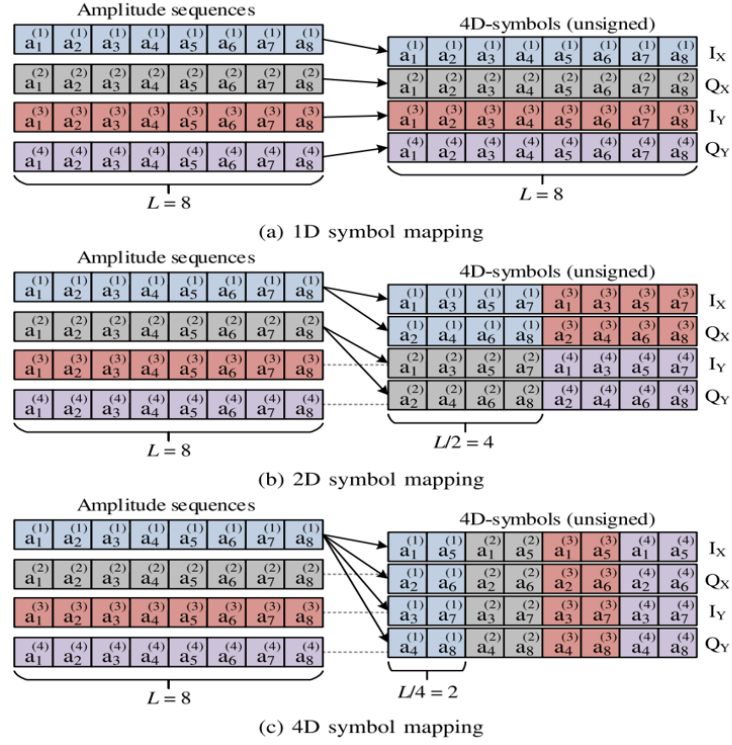 Amplitude sequences
4D-symbols (unsigned)
a₁⁽¹⁾ a₂⁽¹⁾ a₃⁽¹⁾ a₄⁽¹⁾ a₅⁽¹⁾ a₆⁽¹⁾ a₇⁽¹⁾ a₈⁽¹⁾
a₁⁽²⁾ a₂⁽²⁾ a₃⁽²⁾ a₄⁽²⁾ a₅⁽²⁾ a₆⁽²⁾ a₇⁽²⁾ a₈⁽²⁾
a₁⁽³⁾ a₂⁽³⁾ a₃⁽³⁾ a₄⁽³⁾ a₅⁽³⁾ a₆⁽³⁾ a₇⁽³⁾ a₈⁽³⁾
a₁⁽⁴⁾ a₂⁽⁴⁾ a₃⁽⁴⁾ a₄⁽⁴⁾ a₅⁽⁴⁾ a₆⁽⁴⁾ a₇⁽⁴⁾ a₈⁽⁴⁾
L = 8
a₁⁽¹⁾ a₂⁽¹⁾ a₃⁽¹⁾ a₄⁽¹⁾ a₅⁽¹⁾ a₆⁽¹⁾ a₇⁽¹⁾ a₈⁽¹⁾ I_X
a₁⁽²⁾ a₂⁽²⁾ a₃⁽²⁾ a₄⁽²⁾ a₅⁽²⁾ a₆⁽²⁾ a₇⁽²⁾ a₈⁽²⁾ Q_X
a₁⁽³⁾ a₂⁽³⁾ a₃⁽³⁾ a₄⁽³⁾ a₅⁽³⁾ a₆⁽³⁾ a₇⁽³⁾ a₈⁽³⁾ I_Y
a₁⁽⁴⁾ a₂⁽⁴⁾ a₃⁽⁴⁾ a₄⁽⁴⁾ a₅⁽⁴⁾ a₆⁽⁴⁾ a₇⁽⁴⁾ a₈⁽⁴⁾ Q_Y
L = 8
(a) 1D symbol mapping
Amplitude sequences
4D-symbols (unsigned)
a₁⁽¹⁾ a₂⁽¹⁾ a₃⁽¹⁾ a₄⁽¹⁾ a₅⁽¹⁾ a₆⁽¹⁾ a₇⁽¹⁾ a₈⁽¹⁾
a₁⁽²⁾ a₂⁽²⁾ a₃⁽²⁾ a₄⁽²⁾ a₅⁽²⁾ a₆⁽²⁾ a₇⁽²⁾ a₈⁽²⁾
a₁⁽³⁾ a₂⁽³⁾ a₃⁽³⁾ a₄⁽³⁾ a₅⁽³⁾ a₆⁽³⁾ a₇⁽³⁾ a₈⁽³⁾
a₁⁽⁴⁾ a₂⁽⁴⁾ a₃⁽⁴⁾ a₄⁽⁴⁾ a₅⁽⁴⁾ a₆⁽⁴⁾ a₇⁽⁴⁾ a₈⁽⁴⁾
L = 8
a₁⁽¹⁾ a₃⁽¹⁾ a₅⁽¹⁾ a₇⁽¹⁾ a₁⁽³⁾ a₃⁽³⁾ a₅⁽³⁾ a₇⁽³⁾ I_X
a₂⁽¹⁾ a₄⁽¹⁾ a₆⁽¹⁾ a₈⁽¹⁾ a₂⁽³⁾ a₄⁽³⁾ a₆⁽³⁾ a₈⁽³⁾ Q_X
a₁⁽²⁾ a₃⁽²⁾ a₅⁽²⁾ a₇⁽²⁾ a₁⁽⁴⁾ a₃⁽⁴⁾ a₅⁽⁴⁾ a₇⁽⁴⁾ I_Y
a₂⁽²⁾ a₄⁽²⁾ a₆⁽²⁾ a₈⁽²⁾ a₂⁽⁴⁾ a₄⁽⁴⁾ a₆⁽⁴⁾ a₈⁽⁴⁾ Q_Y
L/2 = 4
(b) 2D symbol mapping
Amplitude sequences
4D-symbols (unsigned)
a₁⁽¹⁾ a₂⁽¹⁾ a₃⁽¹⁾ a₄⁽¹⁾ a₅⁽¹⁾ a₆⁽¹⁾ a₇⁽¹⁾ a₈⁽¹⁾
a₁⁽²⁾ a₂⁽²⁾ a₃⁽²⁾ a₄⁽²⁾ a₅⁽²⁾ a₆⁽²⁾ a₇⁽²⁾ a₈⁽²⁾
a₁⁽³⁾ a₂⁽³⁾ a₃⁽³⁾ a₄⁽³⁾ a₅⁽³⁾ a₆⁽³⁾ a₇⁽³⁾ a₈⁽³⁾
a₁⁽⁴⁾ a₂⁽⁴⁾ a₃⁽⁴⁾ a₄⁽⁴⁾ a₅⁽⁴⁾ a₆⁽⁴⁾ a₇⁽⁴⁾ a₈⁽⁴⁾
L = 8
a₁⁽¹⁾ a₅⁽¹⁾ a₁⁽²⁾ a₅⁽²⁾ a₁⁽³⁾ a₅⁽³⁾ a₁⁽⁴⁾ a₅⁽⁴⁾ I_X
a₂⁽¹⁾ a₆⁽¹⁾ a₂⁽²⁾ a₆⁽²⁾ a₂⁽³⁾ a₆⁽³⁾ a₂⁽⁴⁾ a₆⁽⁴⁾ Q_X
a₃⁽¹⁾ a₇⁽¹⁾ a₃⁽²⁾ a₇⁽²⁾ a₃⁽³⁾ a₇⁽³⁾ a₃⁽⁴⁾ a₇⁽⁴⁾ I_Y
a₄⁽¹⁾ a₈⁽¹⁾ a₄⁽²⁾ a₈⁽²⁾ a₄⁽³⁾ a₈⁽³⁾ a₄⁽⁴⁾ a₈⁽⁴⁾ Q_Y
L/4 = 2
(c) 4D symbol mapping